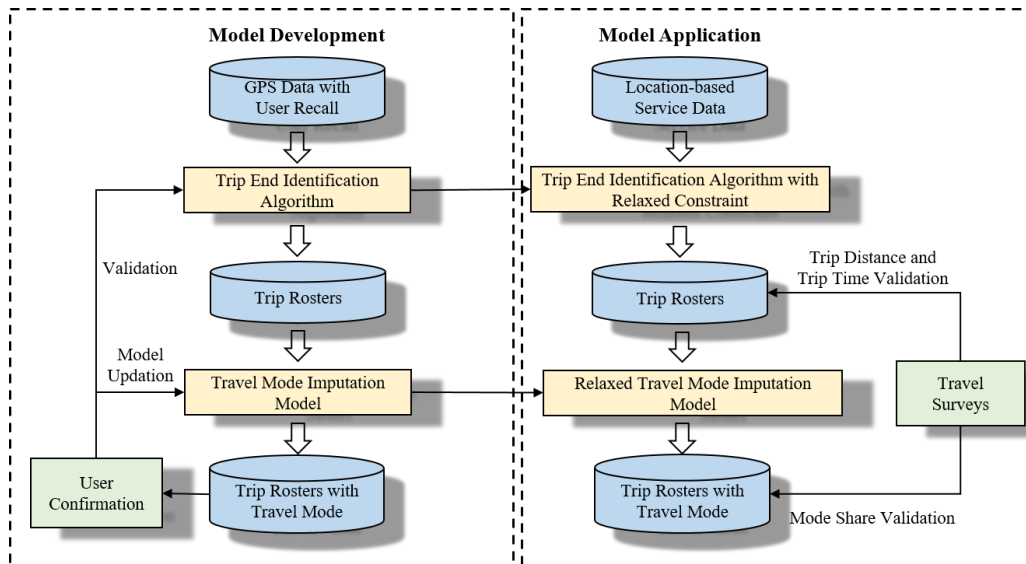 Model Development
GPS Data with
User Recall
Trip End Identification
Algorithm
Validation
Trip Rosters
Model
Updation
Travel Mode Imputation
Model
User
Confirmation
Trip Rosters with
Travel Mode
Model Application
Location-based
Service Data
Trip End Identification Algorithm with
Relaxed Constraint
Trip Distance and
Trip Time Validation
Trip Rosters
Relaxed Travel Mode Imputation
Model
Travel
Surveys
Trip Rosters with
Travel Mode
Mode Share Validation